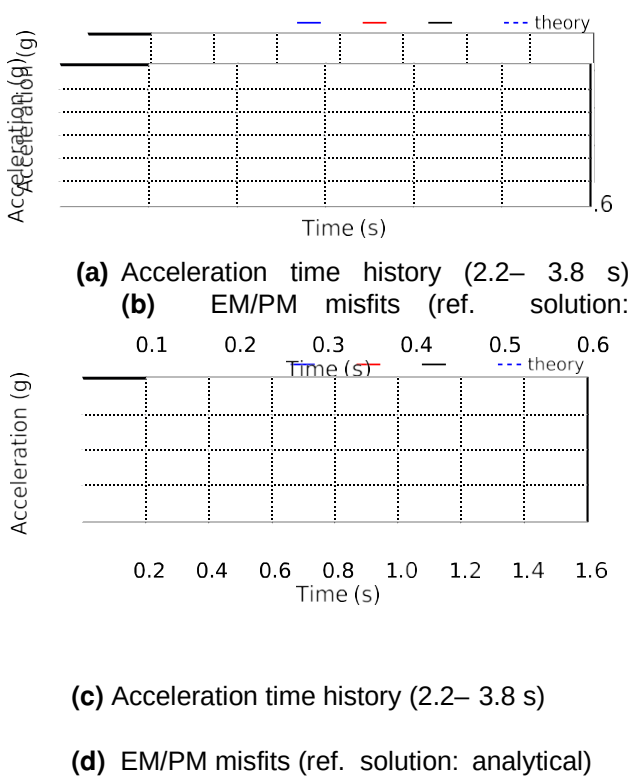 theory
Acceleration (g)
Acceleration (g)
.6
Time (s)
(a) Acceleration time history (2.2– 3.8 s)
(b) EM/PM misfits (ref. solution:
0.1 0.2 0.3 0.4 0.5 0.6
Time (s)
theory
Acceleration (g)
0.2 0.4 0.6 0.8 1.0 1.2 1.4 1.6
Time (s)
(c) Acceleration time history (2.2– 3.8 s)
(d) EM/PM misfits (ref. solution: analytical)